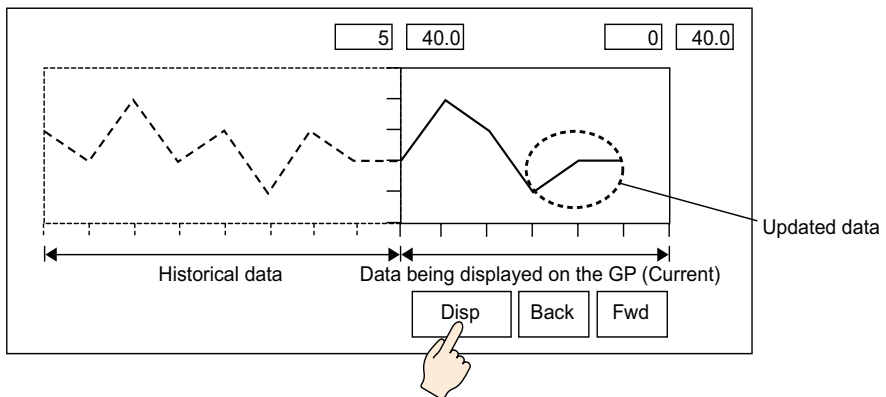 5 40.0 0 40.0
Updated data
Historical data Data being displayed on the GP (Current)
Disp Back Fwd